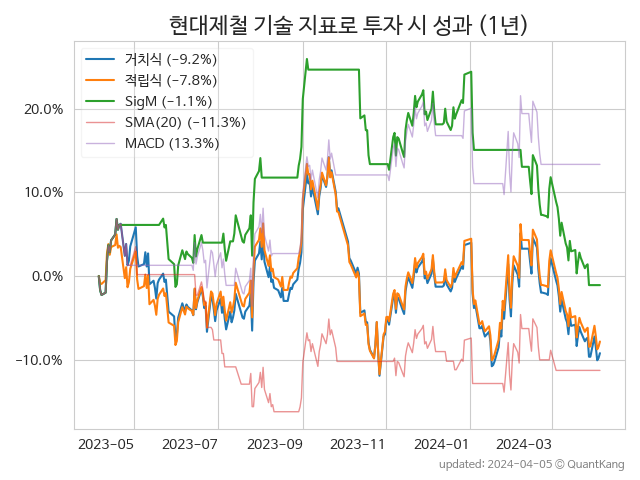 현대제철 기술 지표로 투자 시 성과 (1년)
거치식 (−9.2%)
적립식 (−7.8%)
SigM (−1.1%)
SMA(20) (−11.3%)
MACD (13.3%)
20.0%
10.0%
0.0%
−10.0%
2023−05 2023−07 2023−09 2023−11 2024−01 2024−03
updated: 2024−04−05 © QuantKang